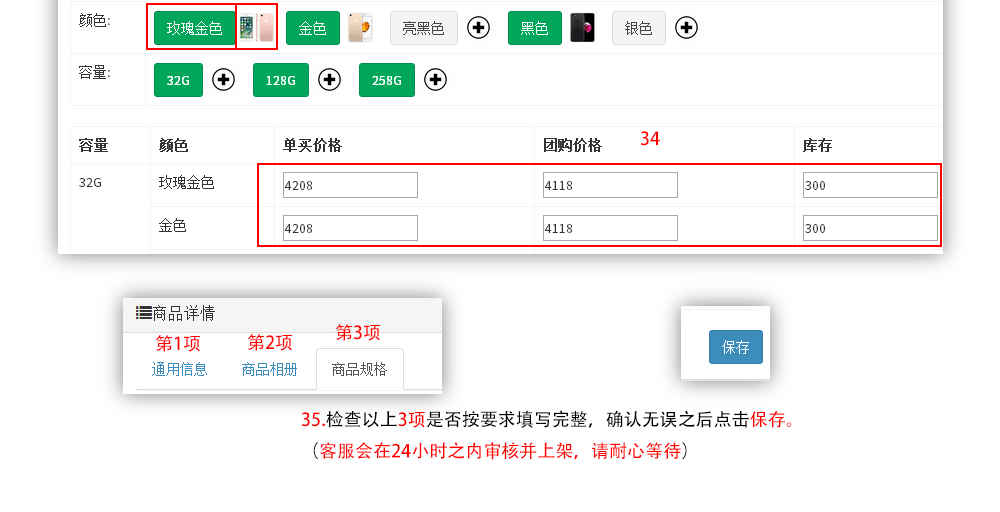 颜色: 玫瑰金色 金色 亮黑色 黑色 银色
容量: 32G 128G 258G
容量 颜色 单买价格 团购价格 34 库存
32G 玫瑰金色 4208 4118 300
金色 4208 4118 300
商品详情
第1项 第2项 第3项
通用信息 商品相册 商品规格
保存
35.检查以上3项是否按要求填写完整，确认无误之后点击保存。
（客服会在24小时之内审核并上架，请耐心等待）